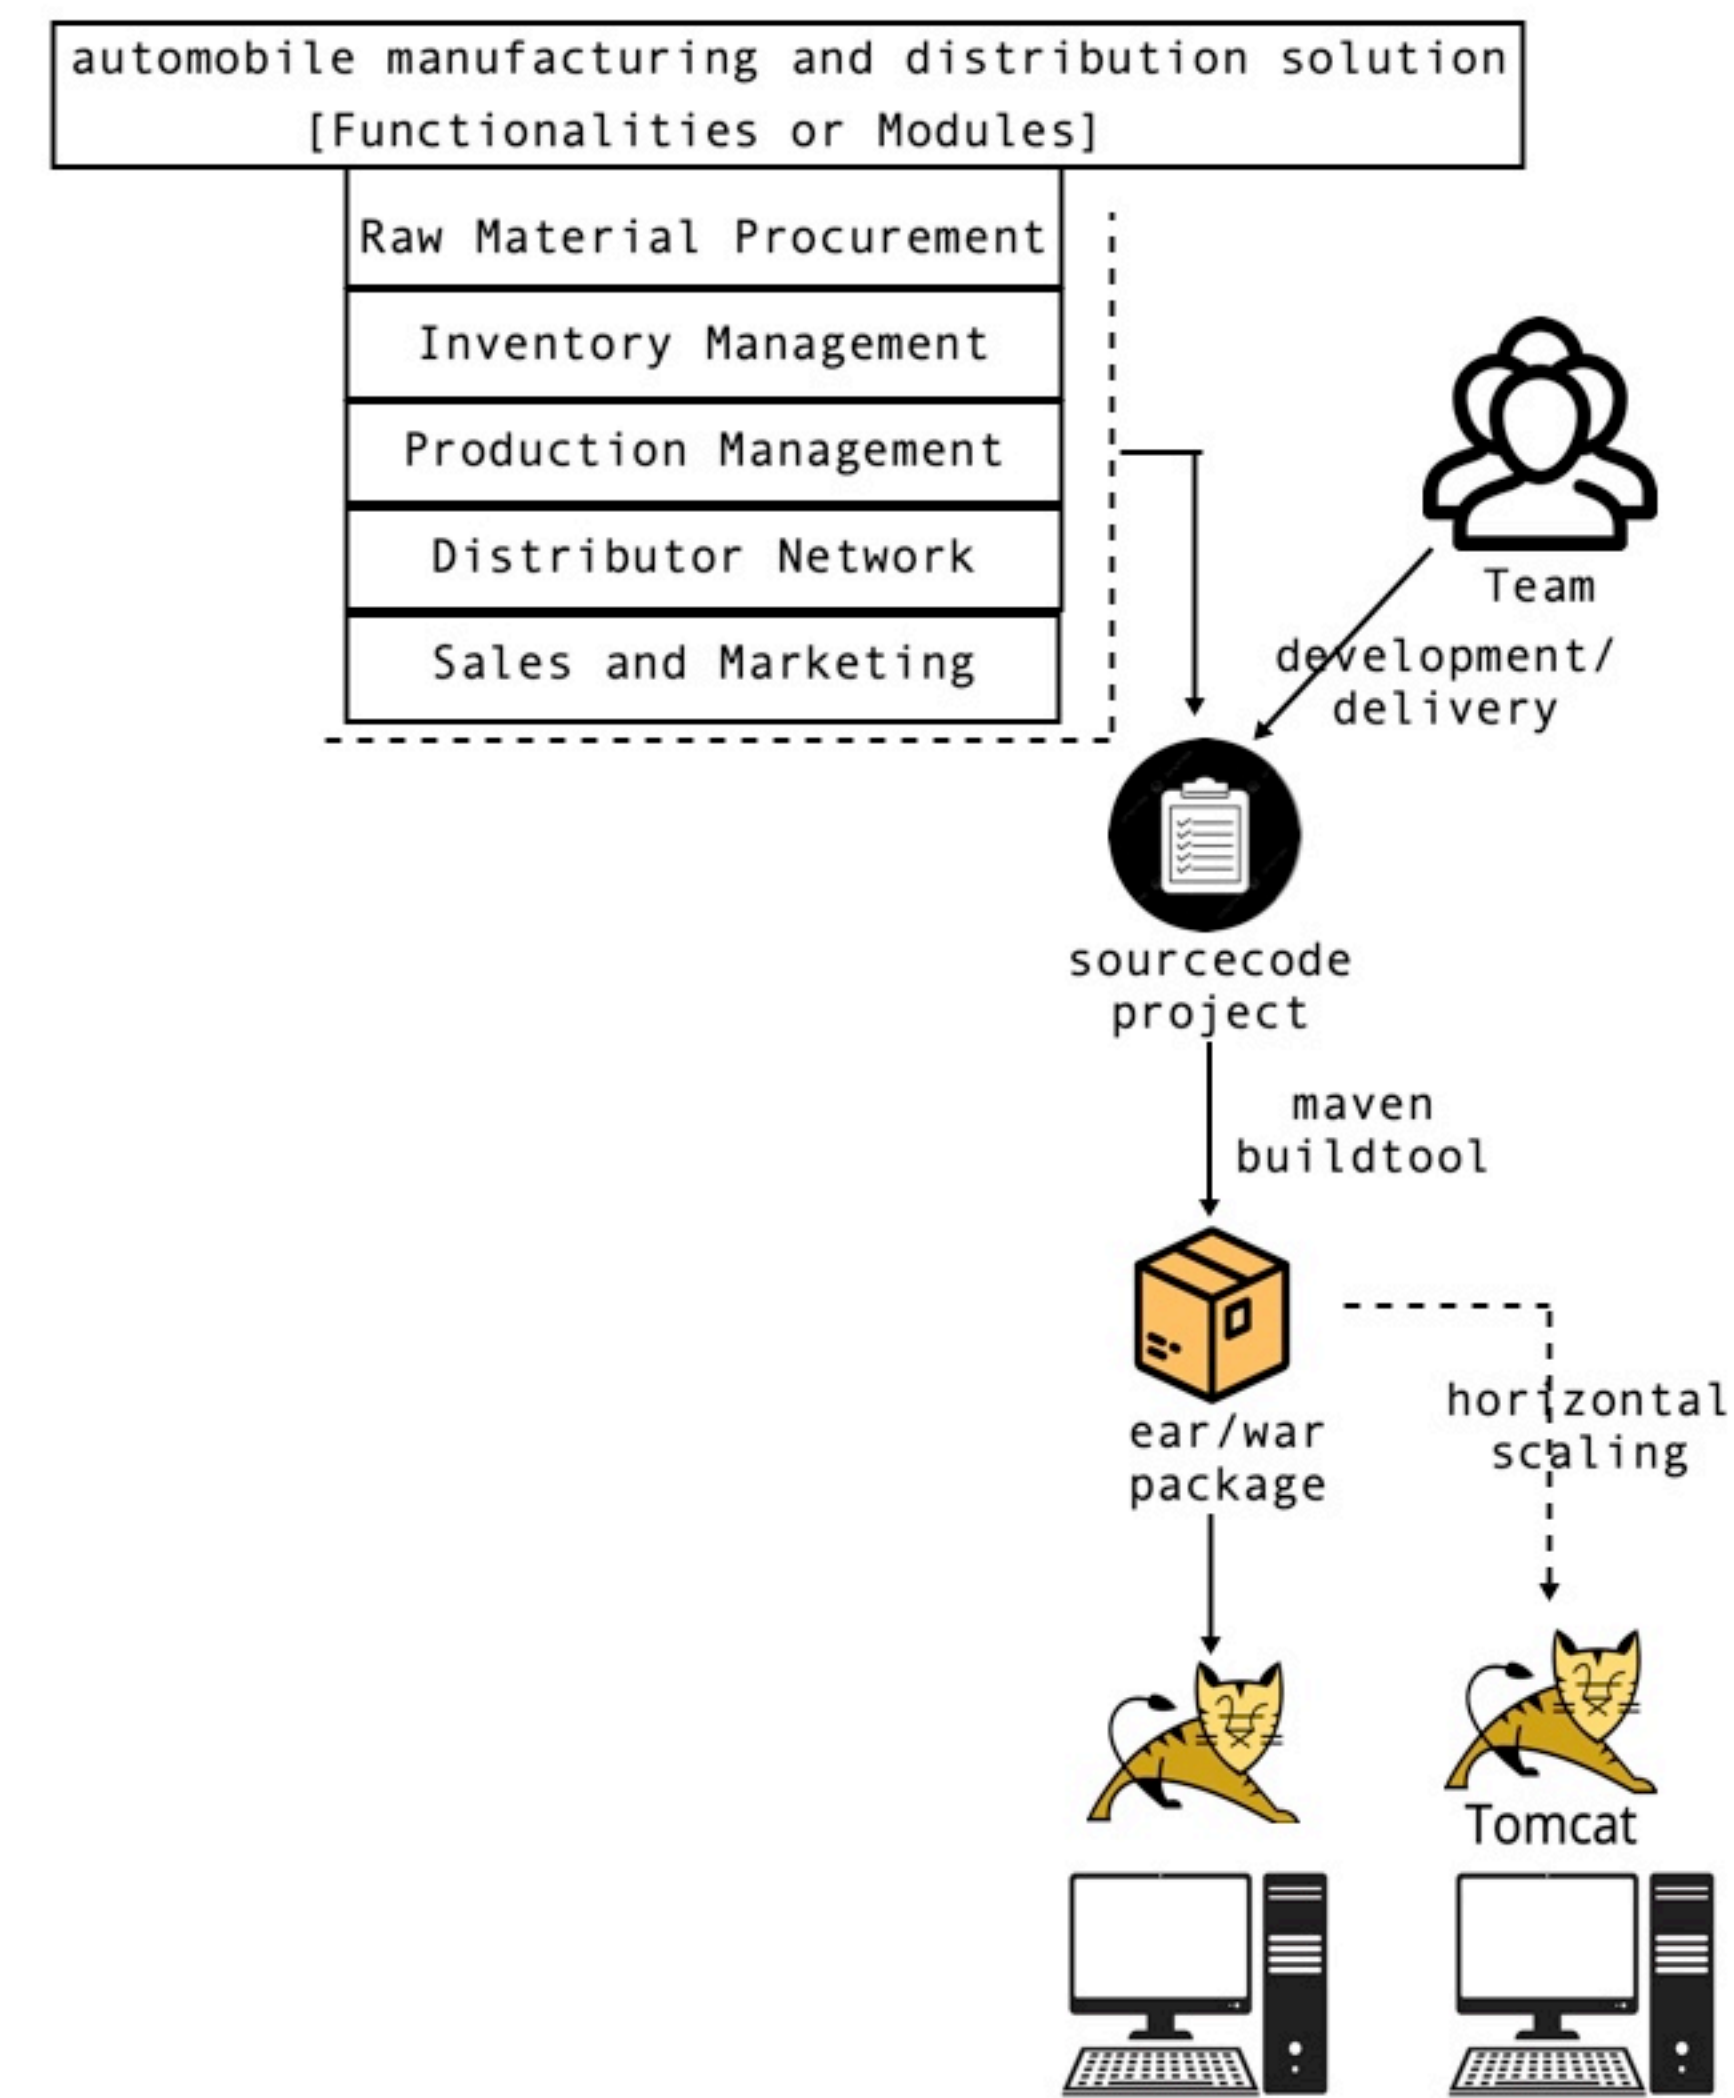 automobile manufacturing and distribution solution
[Functionalities or Modules]
Raw Material Procurement
Inventory Management
Production Management
Distributor Network
Sales and Marketing
Team
development/
delivery
sourcecode
project
maven
buildtool
ear/war
package
horizontal
scaling
Tomcat